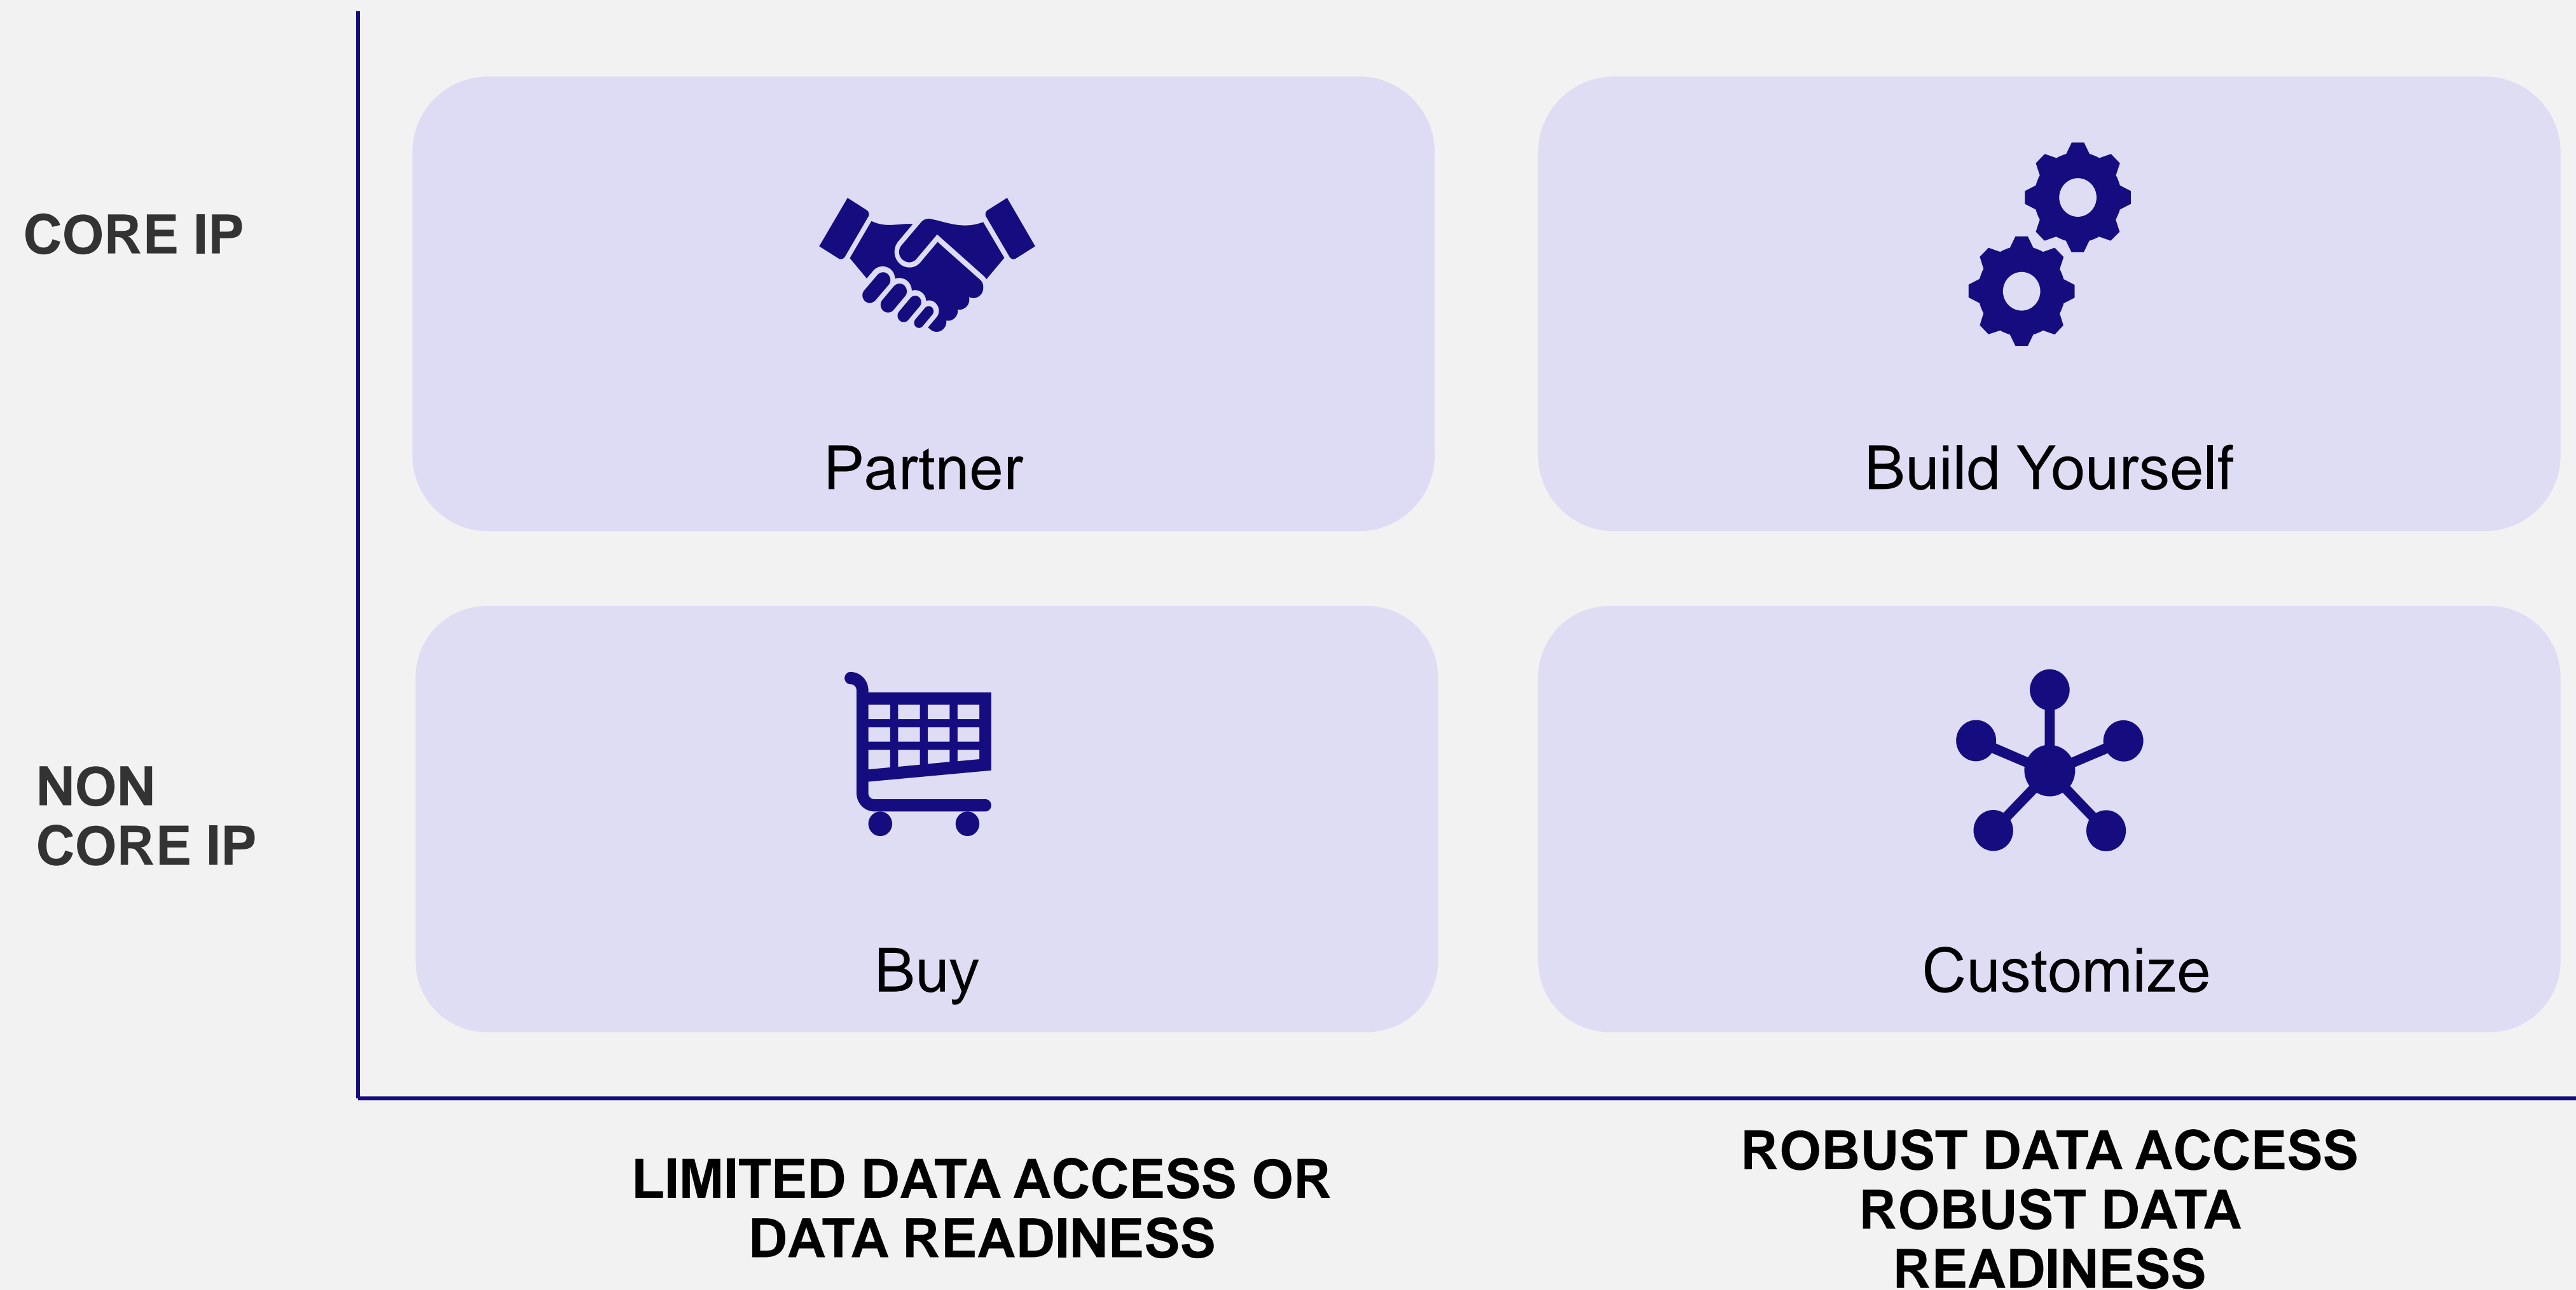 CORE IP
Partner
Build Yourself
NON
CORE IP
Buy
Customize
LIMITED DATA ACCESS OR
DATA READINESS
ROBUST DATA ACCESS
ROBUST DATA
READINESS